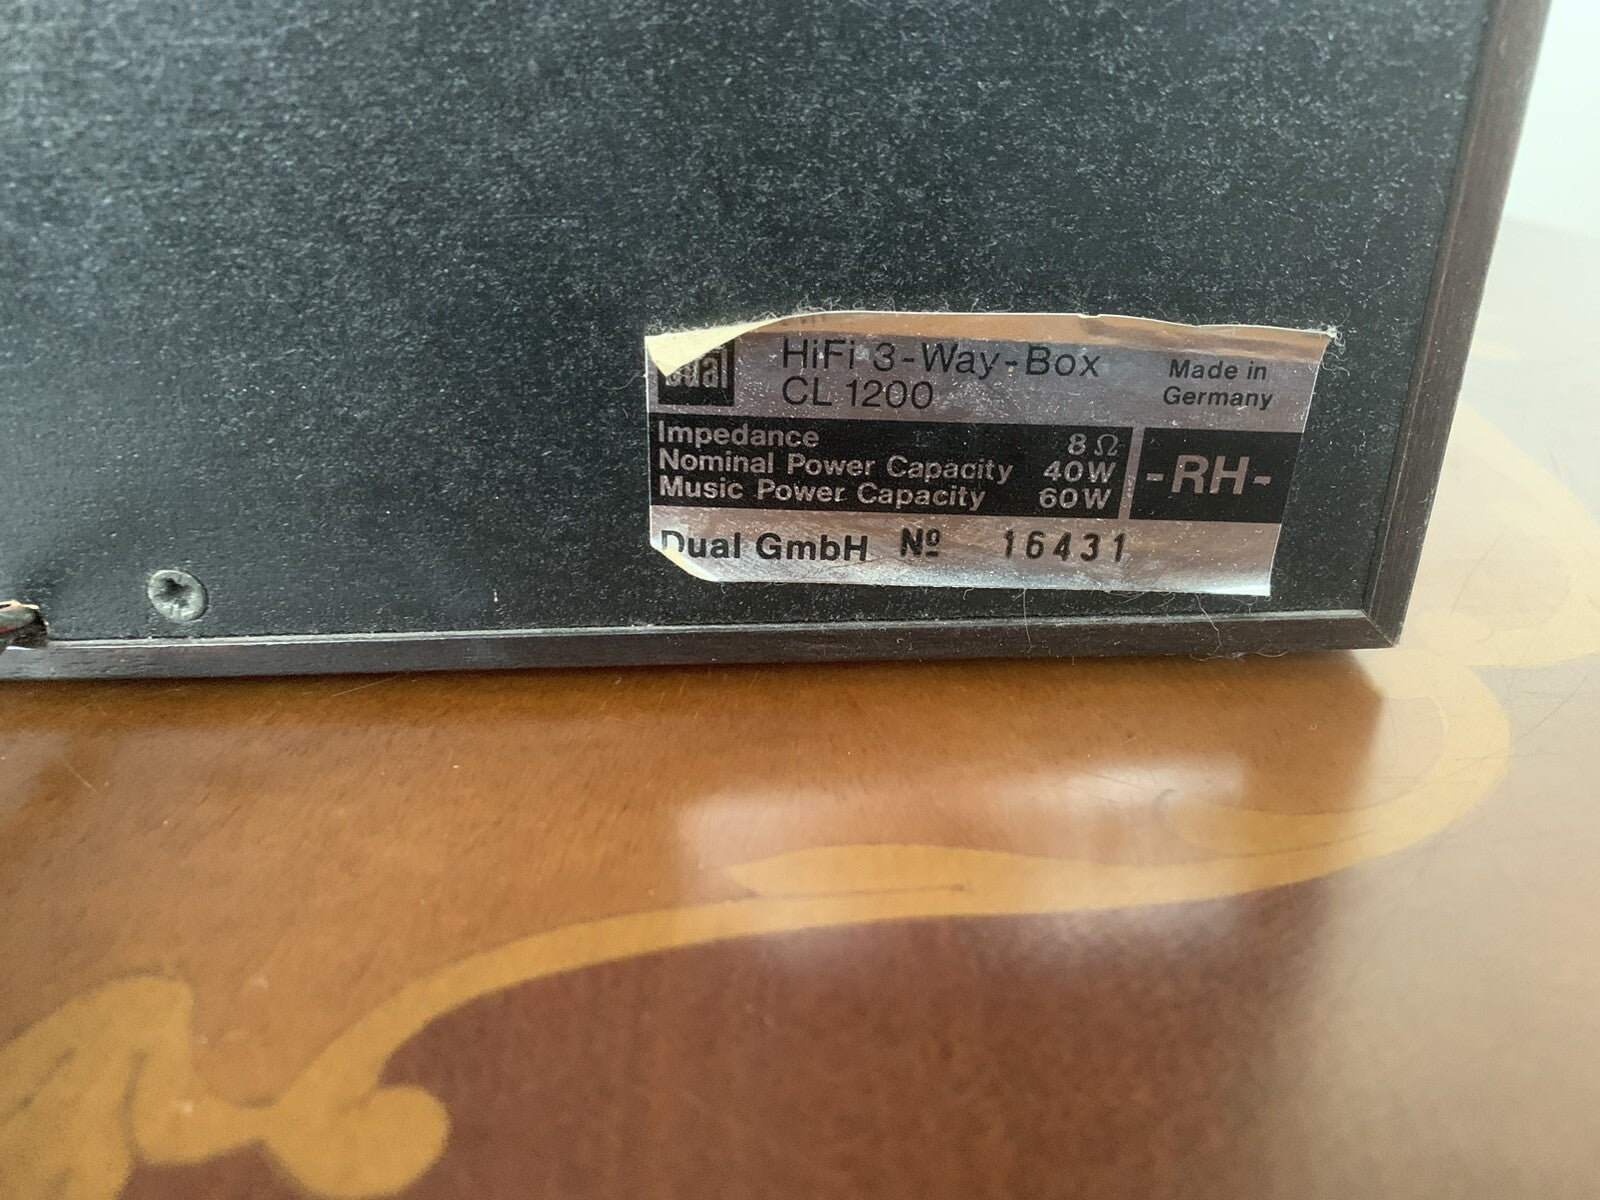 Dual
HiFi 3-Way-Box
CL 1200
Made in
Germany
Impedance 8 Ω
Nominal Power Capacity 40W
Music Power Capacity 60W
-RH-
Dual GmbH Nº 16431